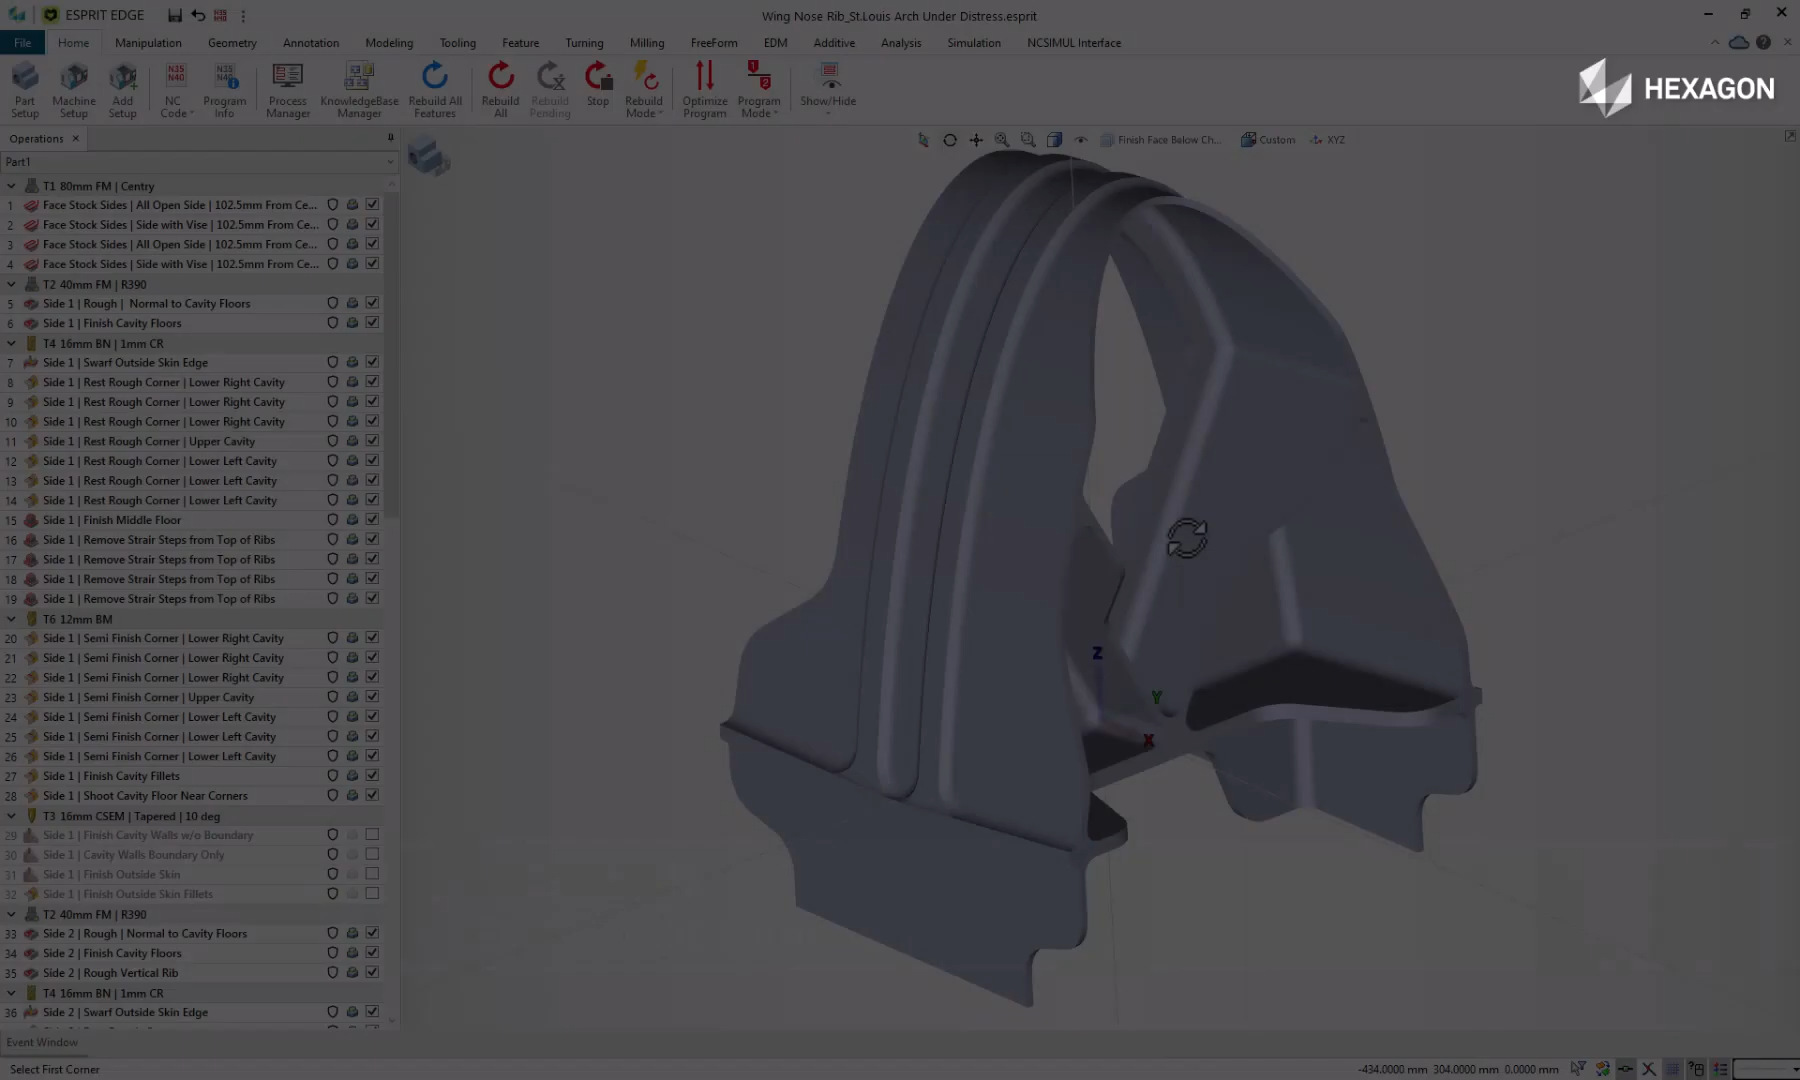 ESPRIT EDGE
Wing Nose Rib_St.Louis Arch Under Distress.esprit
File Home Manipulation Geometry Annotation Modeling Tooling Feature Turning Milling FreeForm EDM Additive Analysis Simulation NCSIMUL Interface
Part Setup
Machine Setup
Add Setup
NC Code
Program Info
Process Manager
KnowledgeBase Manager
Rebuild All Features
Rebuild All
Rebuild Pending
Stop
Rebuild Mode
Optimize Program
Program Mode
Show/Hide
HEXAGON
Operations
Finish Face Below Ch... Custom XYZ
Part1
T1 80mm FM | Centry
1 Face Stock Sides | All Open Side | 102.5mm From Ce...
2 Face Stock Sides | Side with Vise | 102.5mm From Ce...
3 Face Stock Sides | All Open Side | 102.5mm From Ce...
4 Face Stock Sides | Side with Vise | 102.5mm From Ce...
T2 40mm FM | R390
5 Side 1 | Rough | Normal to Cavity Floors
6 Side 1 | Finish Cavity Floors
T4 16mm BN | 1mm CR
7 Side 1 | Swarf Outside Skin Edge
8 Side 1 | Rest Rough Corner | Lower Right Cavity
9 Side 1 | Rest Rough Corner | Lower Right Cavity
10 Side 1 | Rest Rough Corner | Lower Right Cavity
11 Side 1 | Rest Rough Corner | Upper Cavity
12 Side 1 | Rest Rough Corner | Lower Left Cavity
13 Side 1 | Rest Rough Corner | Lower Left Cavity
14 Side 1 | Rest Rough Corner | Lower Left Cavity
15 Side 1 | Finish Middle Floor
16 Side 1 | Remove Strair Steps from Top of Ribs
17 Side 1 | Remove Strair Steps from Top of Ribs
18 Side 1 | Remove Strair Steps from Top of Ribs
19 Side 1 | Remove Strair Steps from Top of Ribs
T6 12mm BM
20 Side 1 | Semi Finish Corner | Lower Right Cavity
21 Side 1 | Semi Finish Corner | Lower Right Cavity
22 Side 1 | Semi Finish Corner | Lower Right Cavity
23 Side 1 | Semi Finish Corner | Upper Cavity
24 Side 1 | Semi Finish Corner | Lower Left Cavity
25 Side 1 | Semi Finish Corner | Lower Left Cavity
26 Side 1 | Semi Finish Corner | Lower Left Cavity
27 Side 1 | Finish Cavity Fillets
28 Side 1 | Shoot Cavity Floor Near Corners
T3 16mm CSEM | Tapered | 10 deg
29 Side 1 | Finish Cavity Walls w/o Boundary
30 Side 1 | Cavity Walls Boundary Only
31 Side 1 | Finish Outside Skin
32 Side 1 | Finish Outside Skin Fillets
T2 40mm FM | R390
33 Side 2 | Rough | Normal to Cavity Floors
34 Side 2 | Finish Cavity Floors
35 Side 2 | Rough Vertical Rib
T4 16mm BN | 1mm CR
36 Side 2 | Swarf Outside Skin Edge
Z
Y
X
Event Window
Select First Corner
-434.0000 mm 304.0000 mm 0.0000 mm